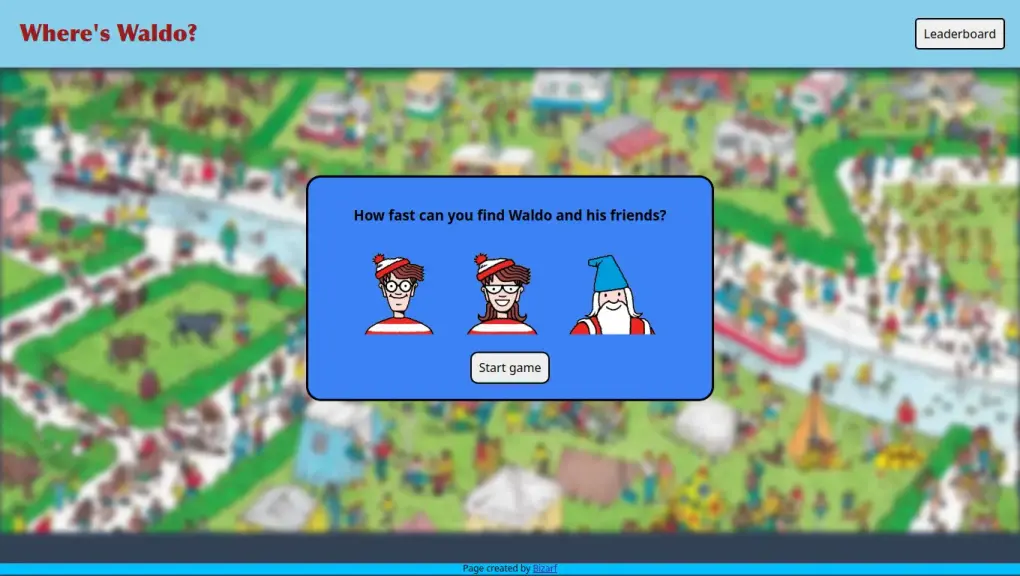 Where's Waldo?
Leaderboard
How fast can you find Waldo and his friends?
Start game
Page created by Bizarf